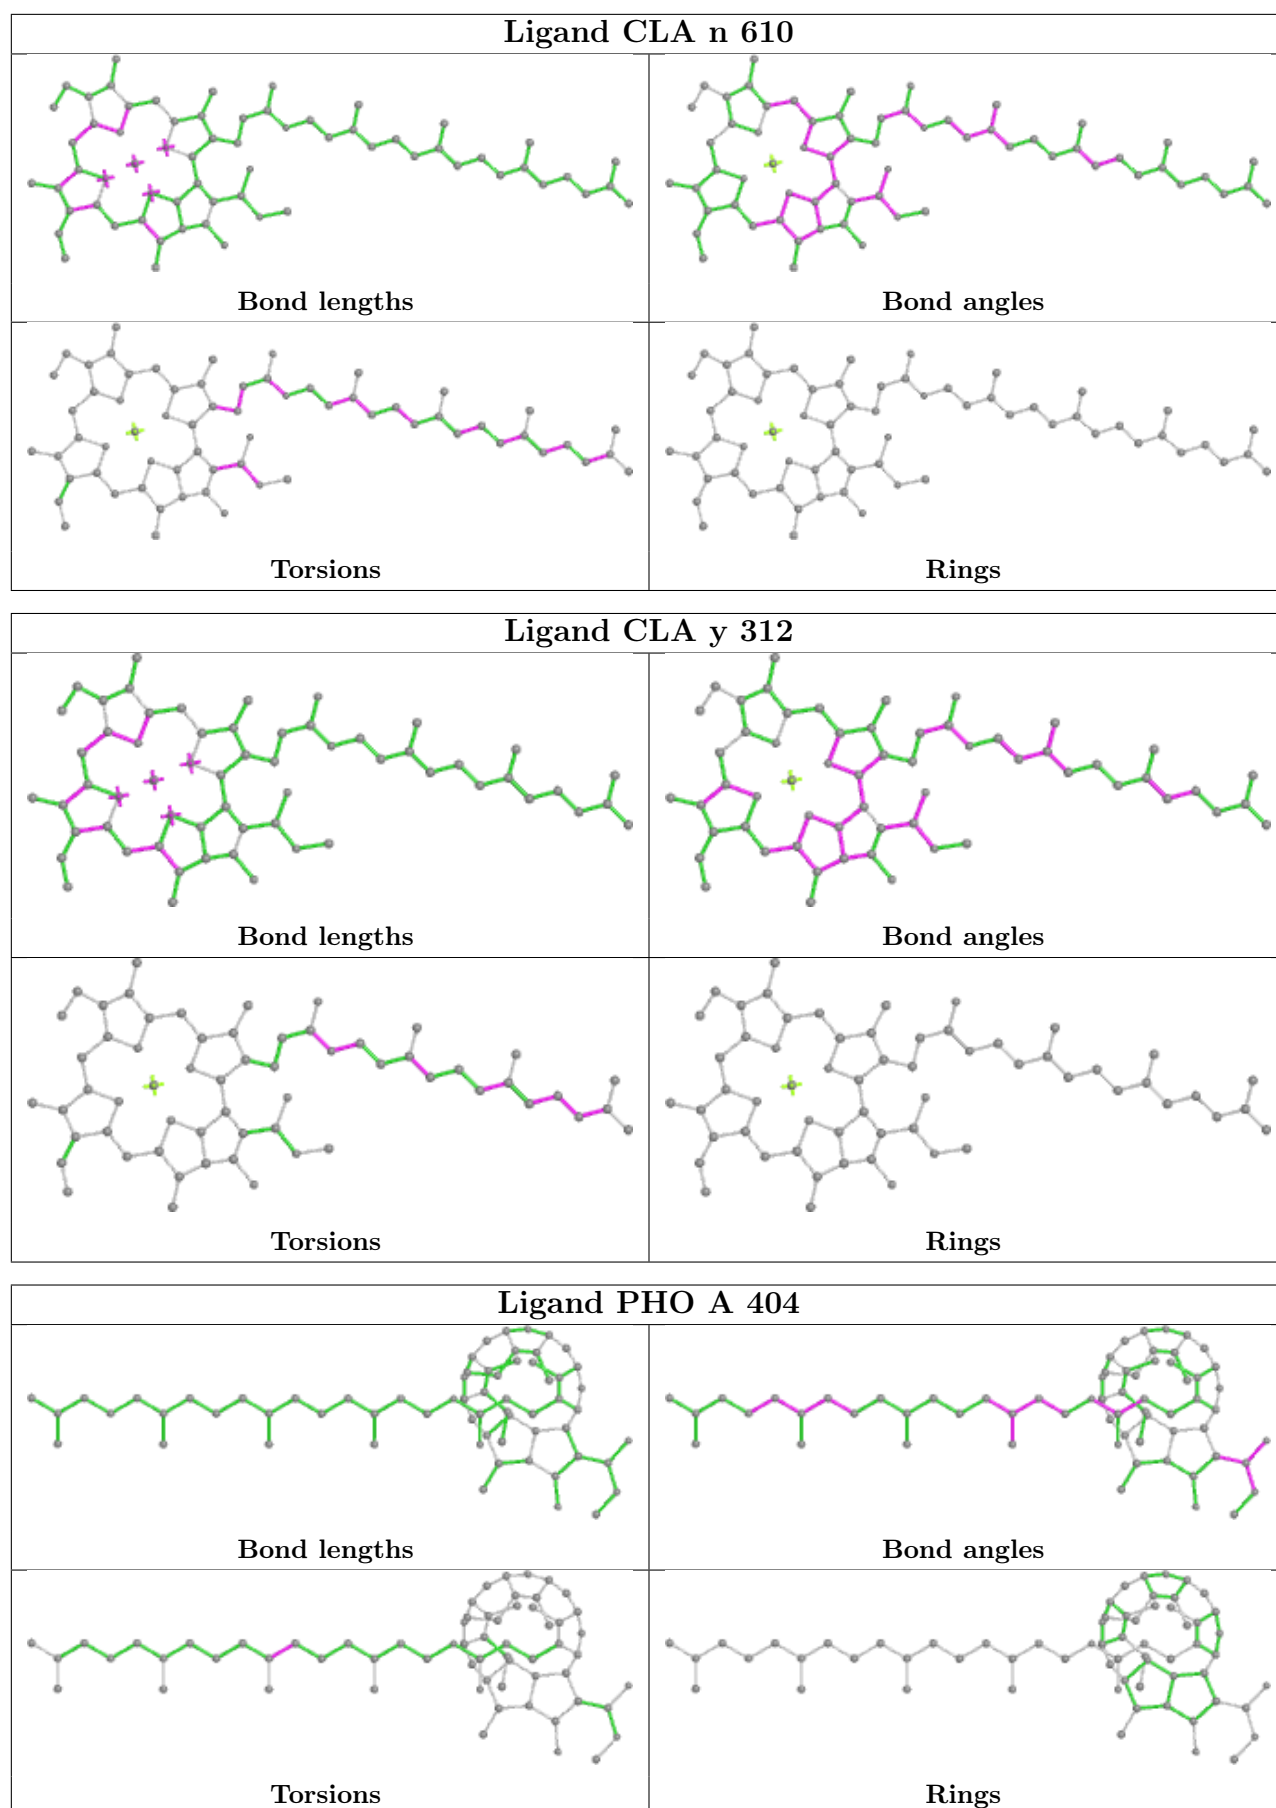 Ligand CLA n 610
Bond lengths
Bond angles
Torsions
Rings
Ligand CLA y 312
Bond lengths
Bond angles
Torsions
Rings
Ligand PHO A 404
Bond lengths
Bond angles
Torsions
Rings